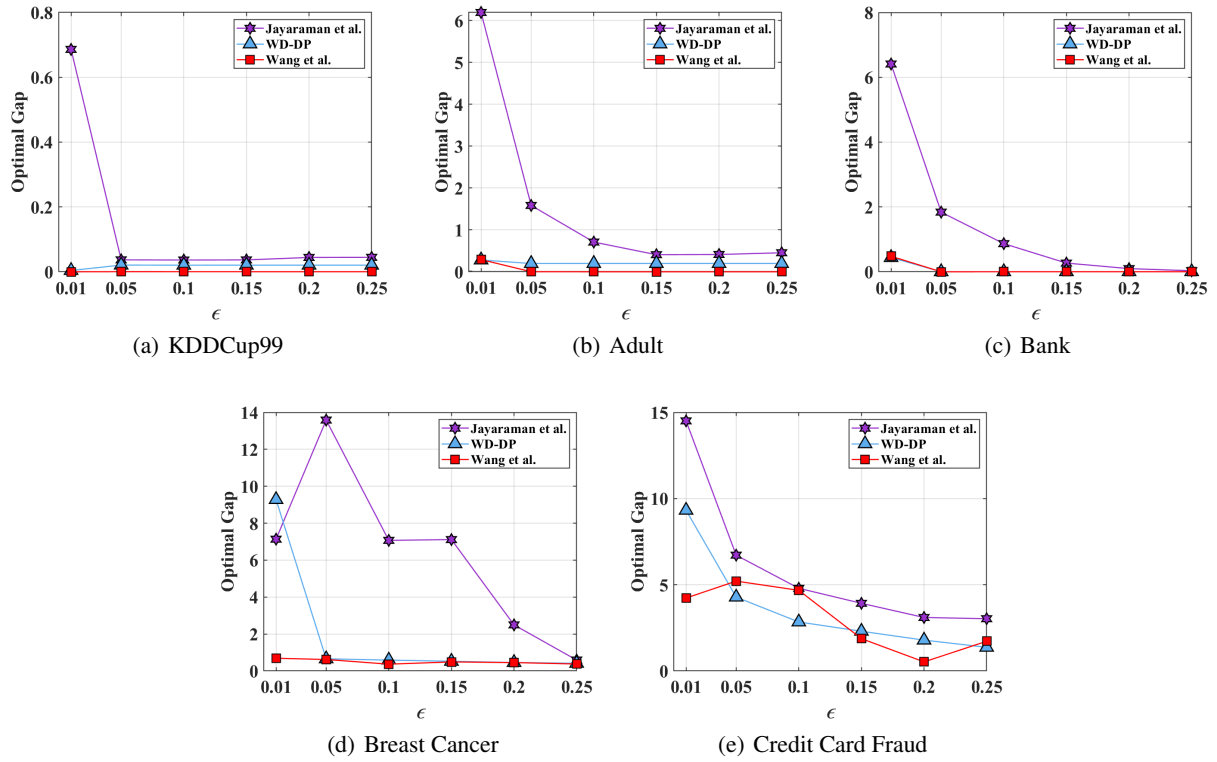 0.8
0.6
0.4
0.2
0
Optimal Gap
0.01 0.05 0.1 0.15 0.2 0.25
ϵ
Jayaraman et al.
WD-DP
Wang et al.
(a) KDDCup99
6
5
4
3
2
1
0
Optimal Gap
0.01 0.05 0.1 0.15 0.2 0.25
ϵ
Jayaraman et al.
WD-DP
Wang et al.
(b) Adult
8
6
4
2
0
Optimal Gap
0.01 0.05 0.1 0.15 0.2 0.25
ϵ
Jayaraman et al.
WD-DP
Wang et al.
(c) Bank
14
12
10
8
6
4
2
0
Optimal Gap
0.01 0.05 0.1 0.15 0.2 0.25
ϵ
Jayaraman et al.
WD-DP
Wang et al.
(d) Breast Cancer
15
10
5
0
Optimal Gap
0.01 0.05 0.1 0.15 0.2 0.25
ϵ
Jayaraman et al.
WD-DP
Wang et al.
(e) Credit Card Fraud